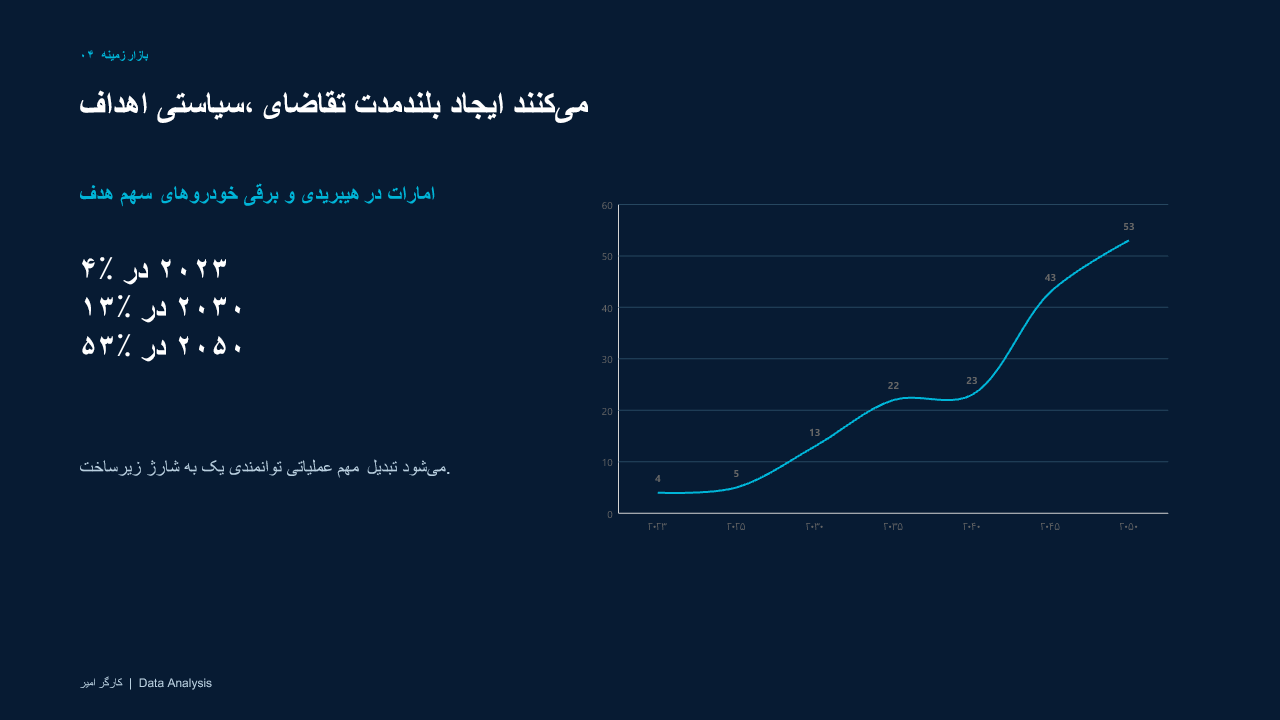 ۰۴ زمینه بازار
اهداف سیاستی، تقاضای بلندمدت ایجاد می‌کنند
هدف سهم خودروهای برقی و هیبریدی در امارات
۴٪ در ۲۰۲۳
۱۳٪ در ۲۰۳۰
۵۳٪ در ۲۰۵۰
زیرساخت شارژ به یک توانمندی عملیاتی مهم تبدیل می‌شود.
60
50
40
30
20
10
0
4
5
13
22
23
43
53
۲۰۲۳ ۲۰۲۵ ۲۰۳۰ ۲۰۳۵ ۲۰۴۰ ۲۰۴۵ ۲۰۵۰
امیر کارگر | Data Analysis